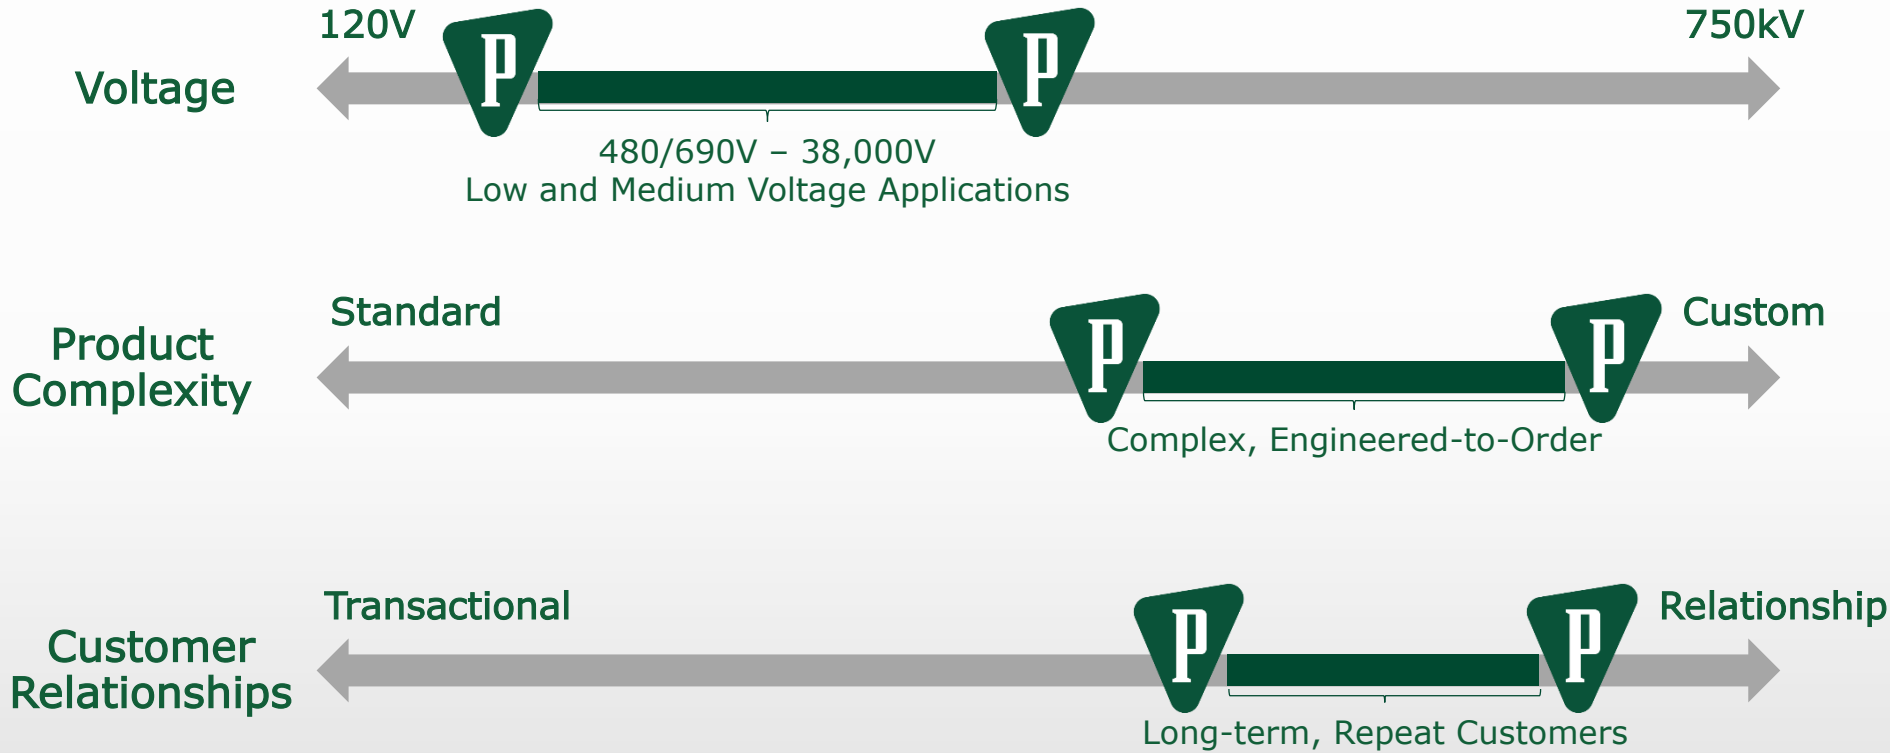 120V
750kV
Voltage
P
P
480/690V – 38,000V
Low and Medium Voltage Applications
Standard
Custom
Product
Complexity
P
P
Complex, Engineered-to-Order
Transactional
Relationship
Customer
Relationships
P
P
Long-term, Repeat Customers